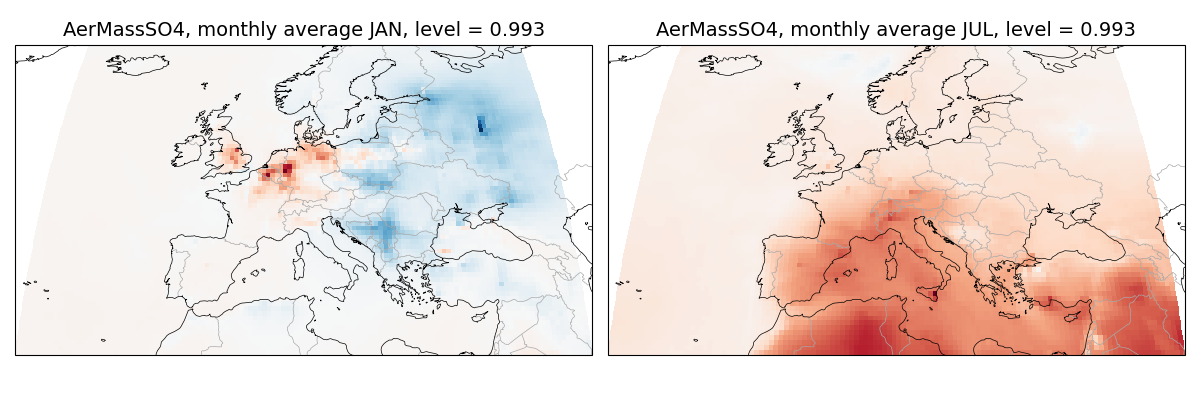 AerMassSO4, monthly average JAN, level = 0.993
AerMassSO4, monthly average JUL, level = 0.993